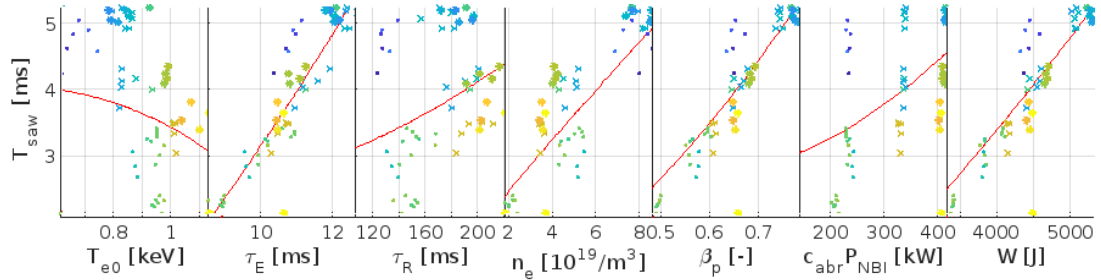 T_saw [ms]
5
4
3
0.8 1
T_e0 [keV]
10 12
τ_E [ms]
120 160 200
τ_R [ms]
2 4 6 8
n_e [10^19/m^3]
0.5 0.6 0.7
β_p [-]
200 300 400
c_abr P_NBI [kW]
4000 5000
W [J]